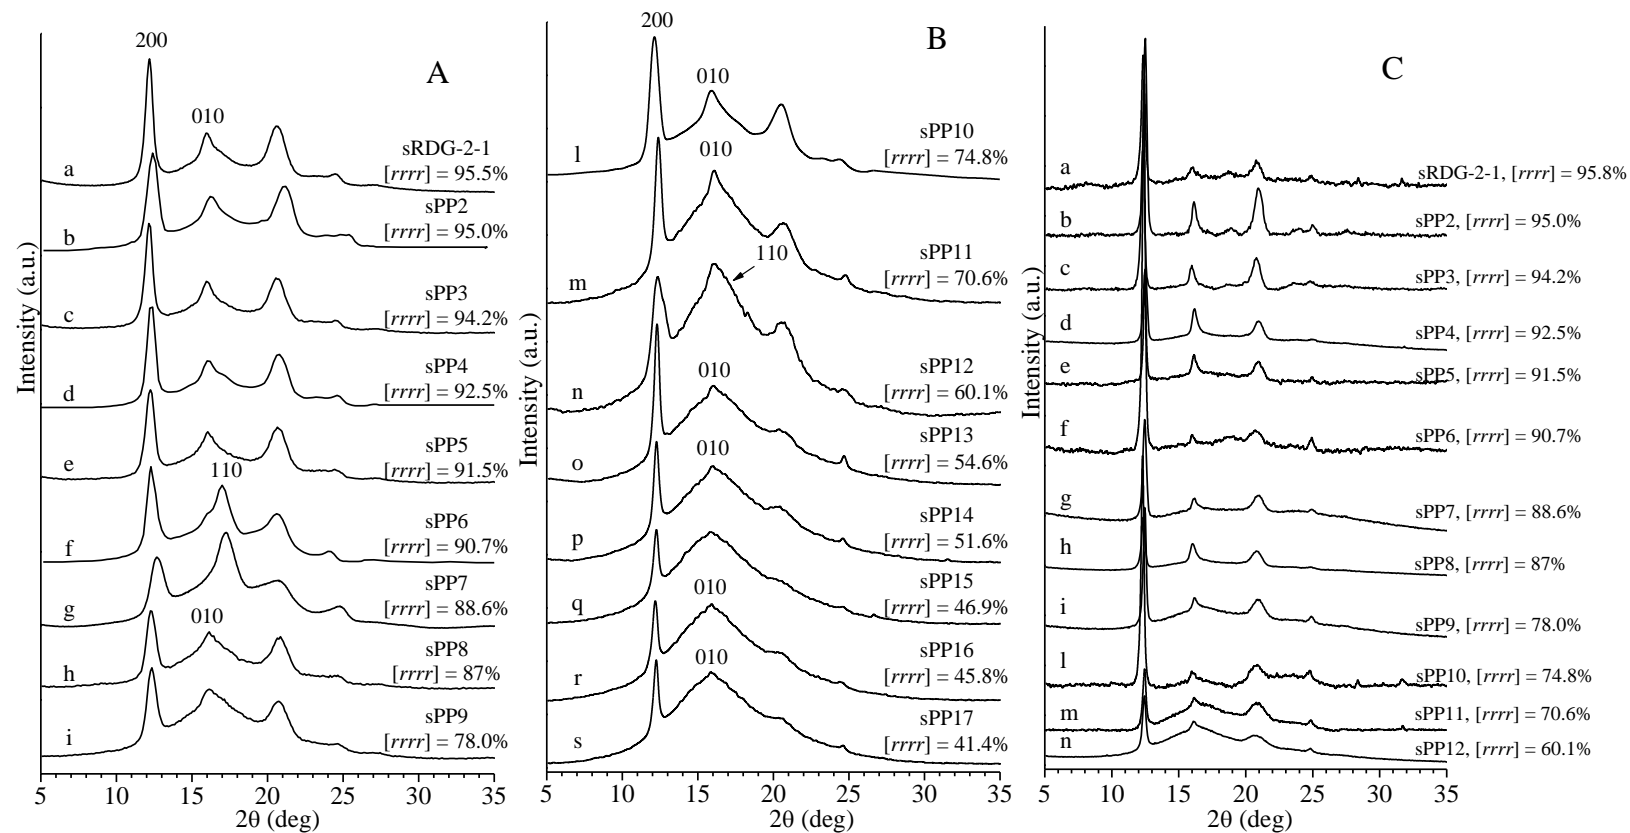 A
200
010
a
sRDG-2-1
[rrrr] = 95.5%
b
sPP2
[rrrr] = 95.0%
c
sPP3
[rrrr] = 94.2%
d
sPP4
[rrrr] = 92.5%
e
sPP5
[rrrr] = 91.5%
110
f
sPP6
[rrrr] = 90.7%
g
sPP7
[rrrr] = 88.6%
010
h
sPP8
[rrrr] = 87%
i
sPP9
[rrrr] = 78.0%
Intensity (a.u.)
5 10 15 20 25 30 35
2θ (deg)
B
200
010
l
sPP10
[rrrr] = 74.8%
010
m
sPP11
[rrrr] = 70.6%
110
n
sPP12
[rrrr] = 60.1%
010
o
sPP13
[rrrr] = 54.6%
010
p
sPP14
[rrrr] = 51.6%
q
sPP15
[rrrr] = 46.9%
010
r
sPP16
[rrrr] = 45.8%
010
s
sPP17
[rrrr] = 41.4%
Intensity (a.u.)
5 10 15 20 25 30 35
2θ (deg)
C
a
sRDG-2-1, [rrrr] = 95.8%
b
sPP2, [rrrr] = 95.0%
c
sPP3, [rrrr] = 94.2%
d
sPP4, [rrrr] = 92.5%
e
sPP5, [rrrr] = 91.5%
f
sPP6, [rrrr] = 90.7%
g
sPP7, [rrrr] = 88.6%
h
sPP8, [rrrr] = 87%
i
sPP9, [rrrr] = 78.0%
l
sPP10, [rrrr] = 74.8%
m
sPP11, [rrrr] = 70.6%
n
sPP12, [rrrr] = 60.1%
Intensity (a.u.)
5 10 15 20 25 30 35
2θ (deg)